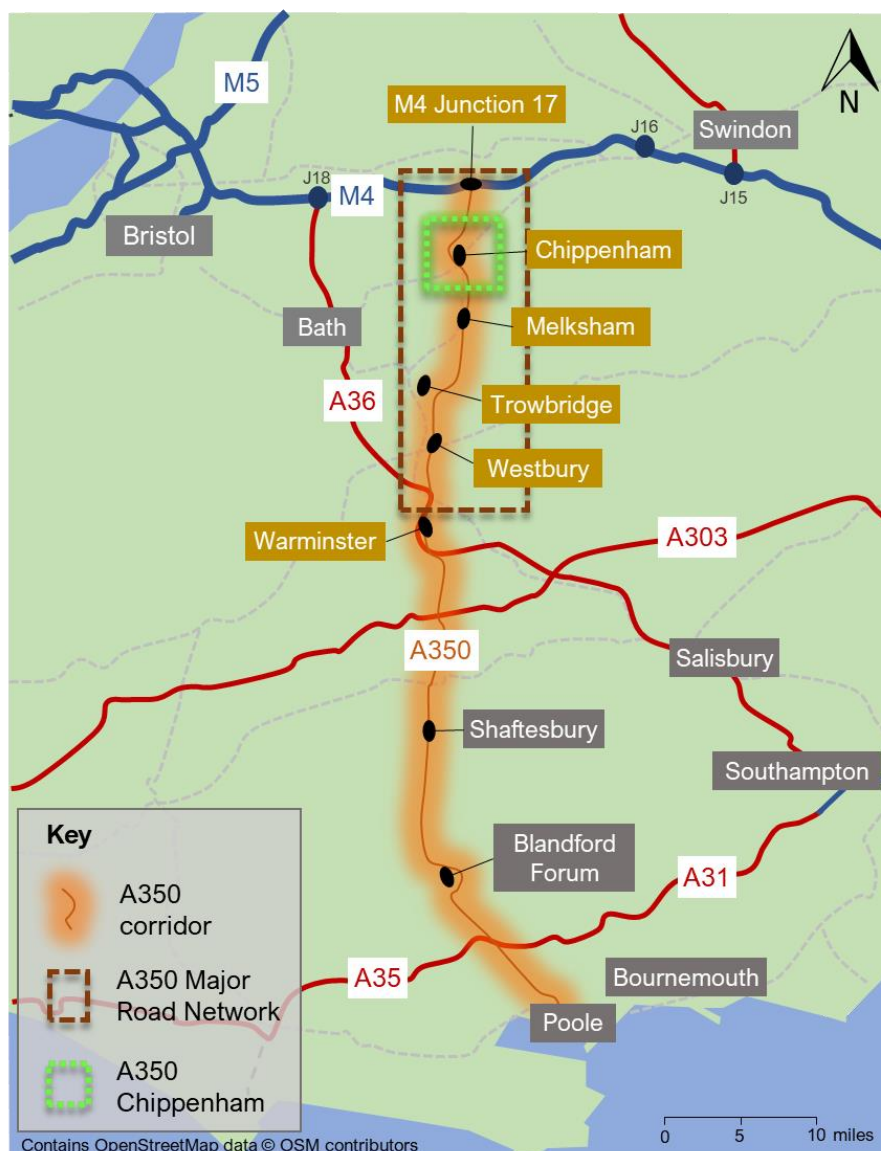 M5
M4 Junction 17
N
J16
Swindon
J18
M4
J15
Bristol
Chippenham
Bath
Melksham
A36
Trowbridge
Westbury
Warminster
A303
A350
Salisbury
Shaftesbury
Southampton
Key
Blandford
Forum
A31
A350
corridor
A350 Major
Road Network
A35
Bournemouth
Poole
A350
Chippenham
0 5 10 miles
Contains OpenStreetMap data © OSM contributors